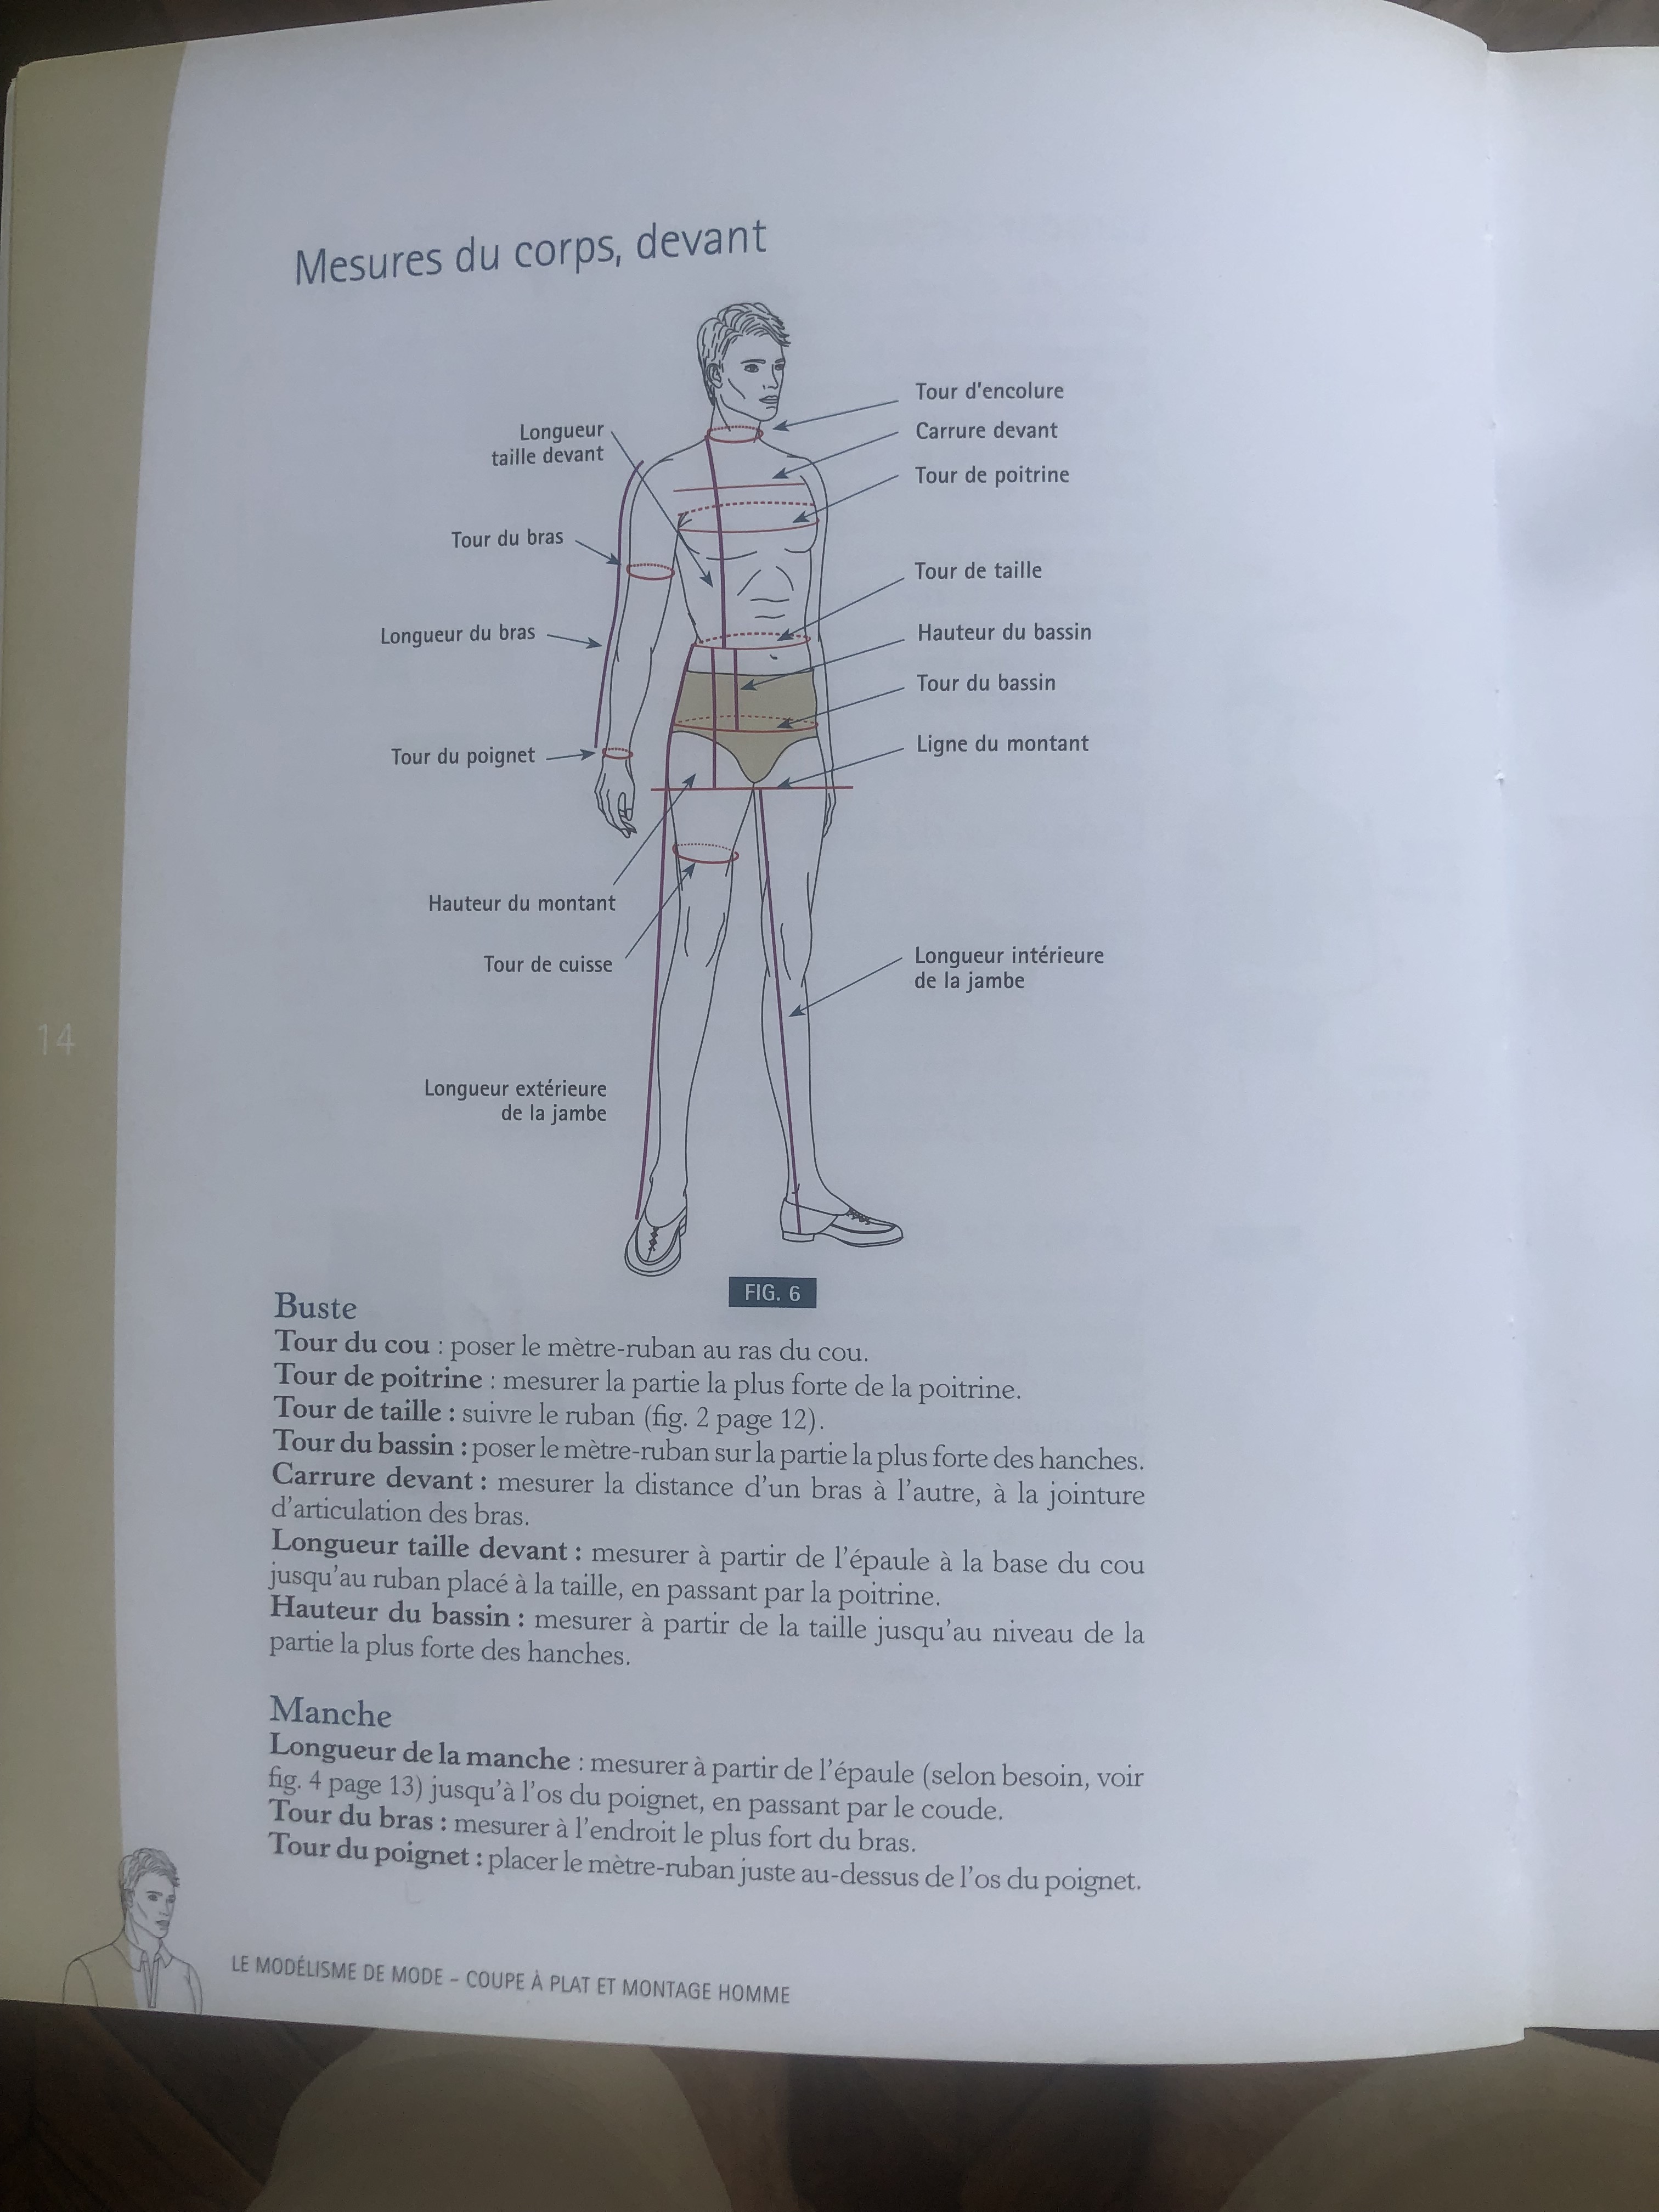 Mesures du corps, devant
Tour d'encolure
Carrure devant
Tour de poitrine
Longueur
taille devant
Tour du bras
Tour de taille
Longueur du bras
Hauteur du bassin
Tour du bassin
Ligne du montant
Tour du poignet
Hauteur du montant
Tour de cuisse
Longueur intérieure
de la jambe
14
Longueur extérieure
de la jambe
FIG. 6
Buste
Tour du cou : poser le mètre-ruban au ras du cou.
Tour de poitrine : mesurer la partie la plus forte de la poitrine.
Tour de taille : suivre le ruban (fig. 2 page 12).
Tour du bassin : poser le mètre-ruban sur la partie la plus forte des hanches.
Carrure devant : mesurer la distance d'un bras à l'autre, à la jointure
d'articulation des bras.
Longueur taille devant : mesurer à partir de l'épaule à la base du cou
jusqu'au ruban placé à la taille, en passant par la poitrine.
Hauteur du bassin : mesurer à partir de la taille jusqu'au niveau de la
partie la plus forte des hanches.
Manche
Longueur de la manche : mesurer à partir de l'épaule (selon besoin, voir
fig. 4 page 13) jusqu'à l'os du poignet, en passant par le coude.
Tour du bras : mesurer à l'endroit le plus fort du bras.
Tour du poignet : placer le mètre-ruban juste au-dessus de l'os du poignet.
LE MODÉLISME DE MODE – COUPE À PLAT ET MONTAGE HOMME